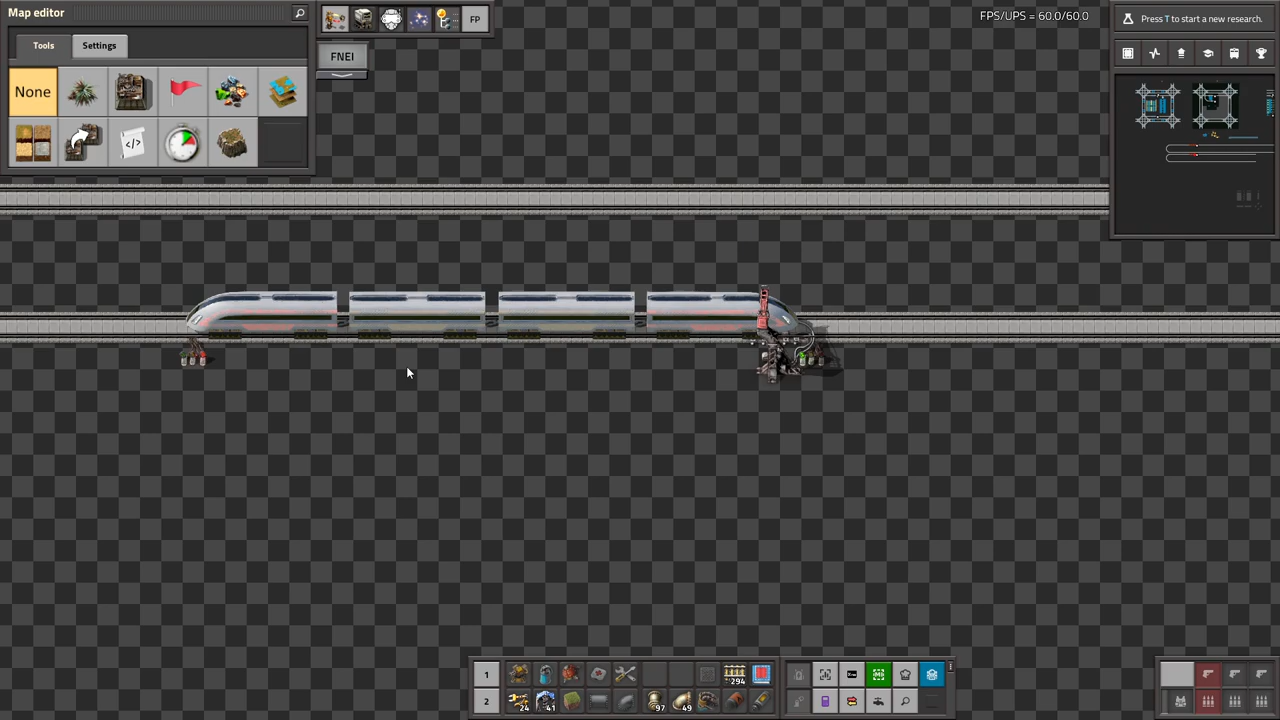 Map editor
FP
FPS/UPS = 60.0/60.0
Press T to start a new research.
Tools
Settings
FNEI
None
</>
1
294
2
24
41
97
49